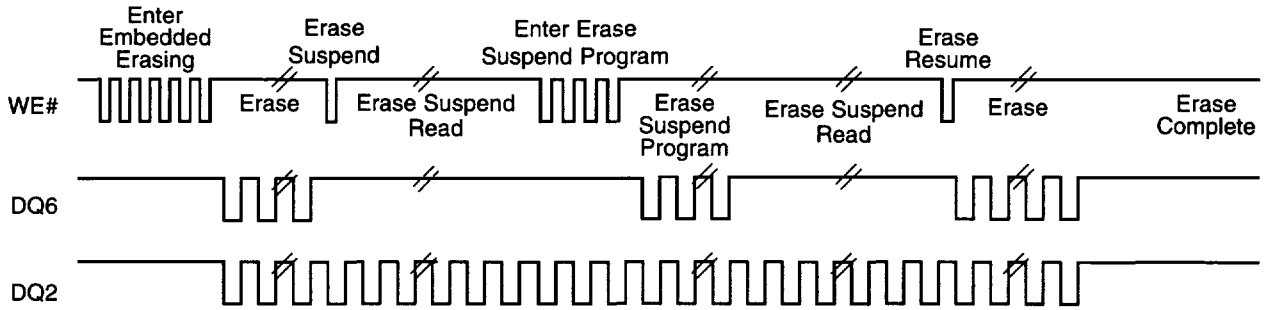 Enter
Embedded
Erasing
Erase
Suspend
Enter Erase
Suspend Program
Erase
Resume
WE#
Erase
Erase Suspend
Read
Erase
Suspend
Program
Erase Suspend
Read
Erase
Erase
Complete
DQ6
DQ2